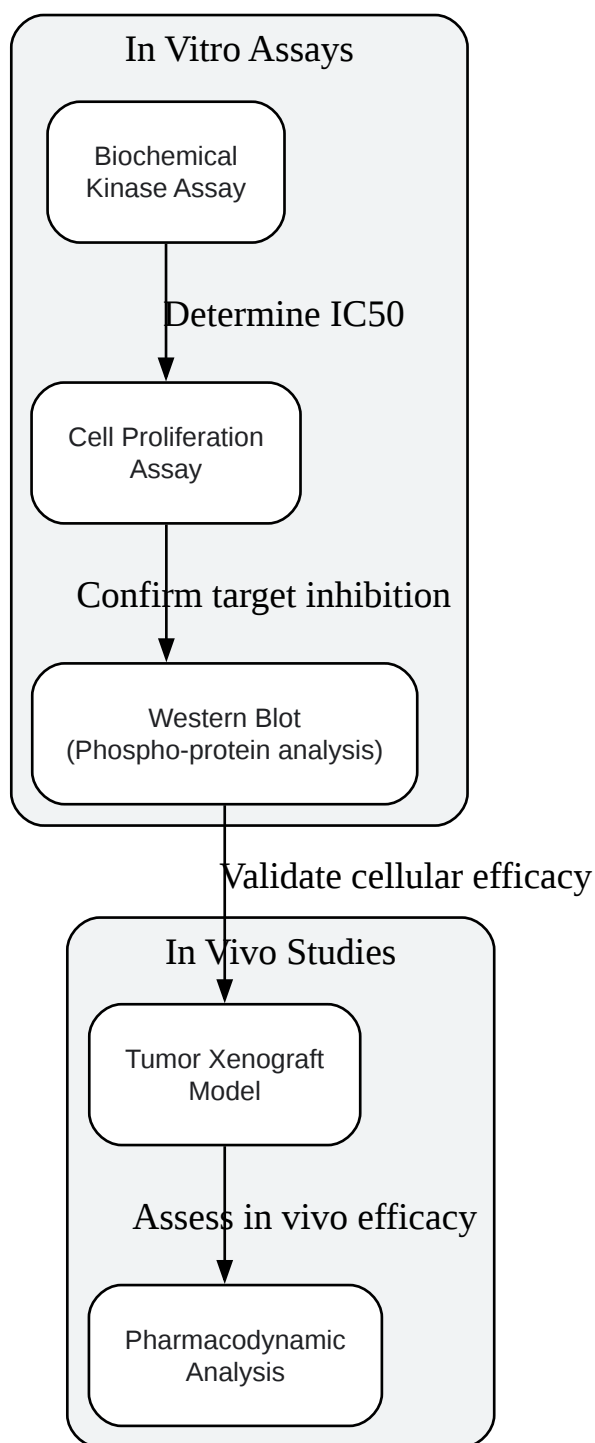 In Vitro Assays
Biochemical
Kinase Assay
Determine IC50
Cell Proliferation
Assay
Confirm target inhibition
Western Blot
(Phospho-protein analysis)
Validate cellular efficacy
In Vivo Studies
Tumor Xenograft
Model
Assess in vivo efficacy
Pharmacodynamic
Analysis